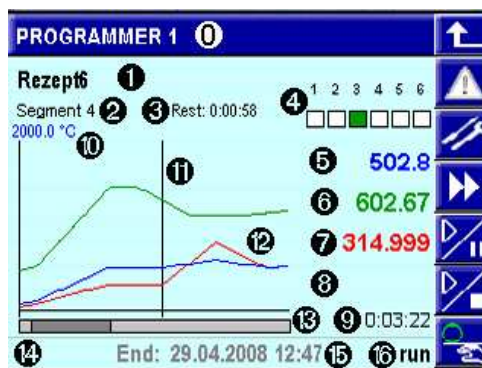 PROGRAMMER 1 0
Rezept6 1
1 2 3 4 5 6
Segment 4 2 3 Rest: 0:00:58 4
2000.0 °C
10 11 5 502.8
6 602.67
12 7 314.999
8
13 9 0:03:22
14 End: 29.04.2008 12:47 15 16 run